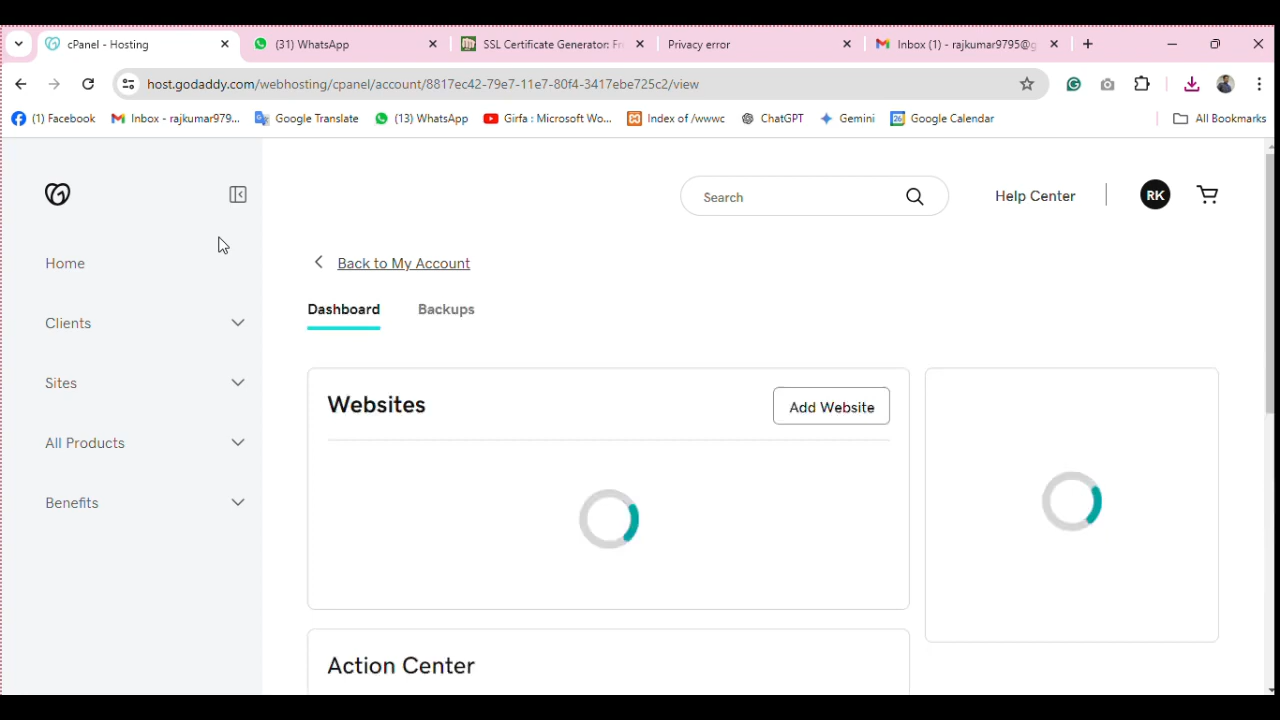 cPanel - Hosting
(31) WhatsApp
SSL Certificate Generator: Fr
Privacy error
Inbox (1) - rajkumar9795@g
host.godaddy.com/webhosting/cpanel/account/8817ec42-79e7-11e7-80f4-3417ebe725c2/view
(1) Facebook
Inbox - rajkumar979...
Google Translate
(13) WhatsApp
Girfa : Microsoft Wo...
Index of /wwwc
ChatGPT
Gemini
Google Calendar
All Bookmarks
Search
Help Center
RK
Home
Clients
Sites
All Products
Benefits
Back to My Account
Dashboard
Backups
Websites
Add Website
Action Center